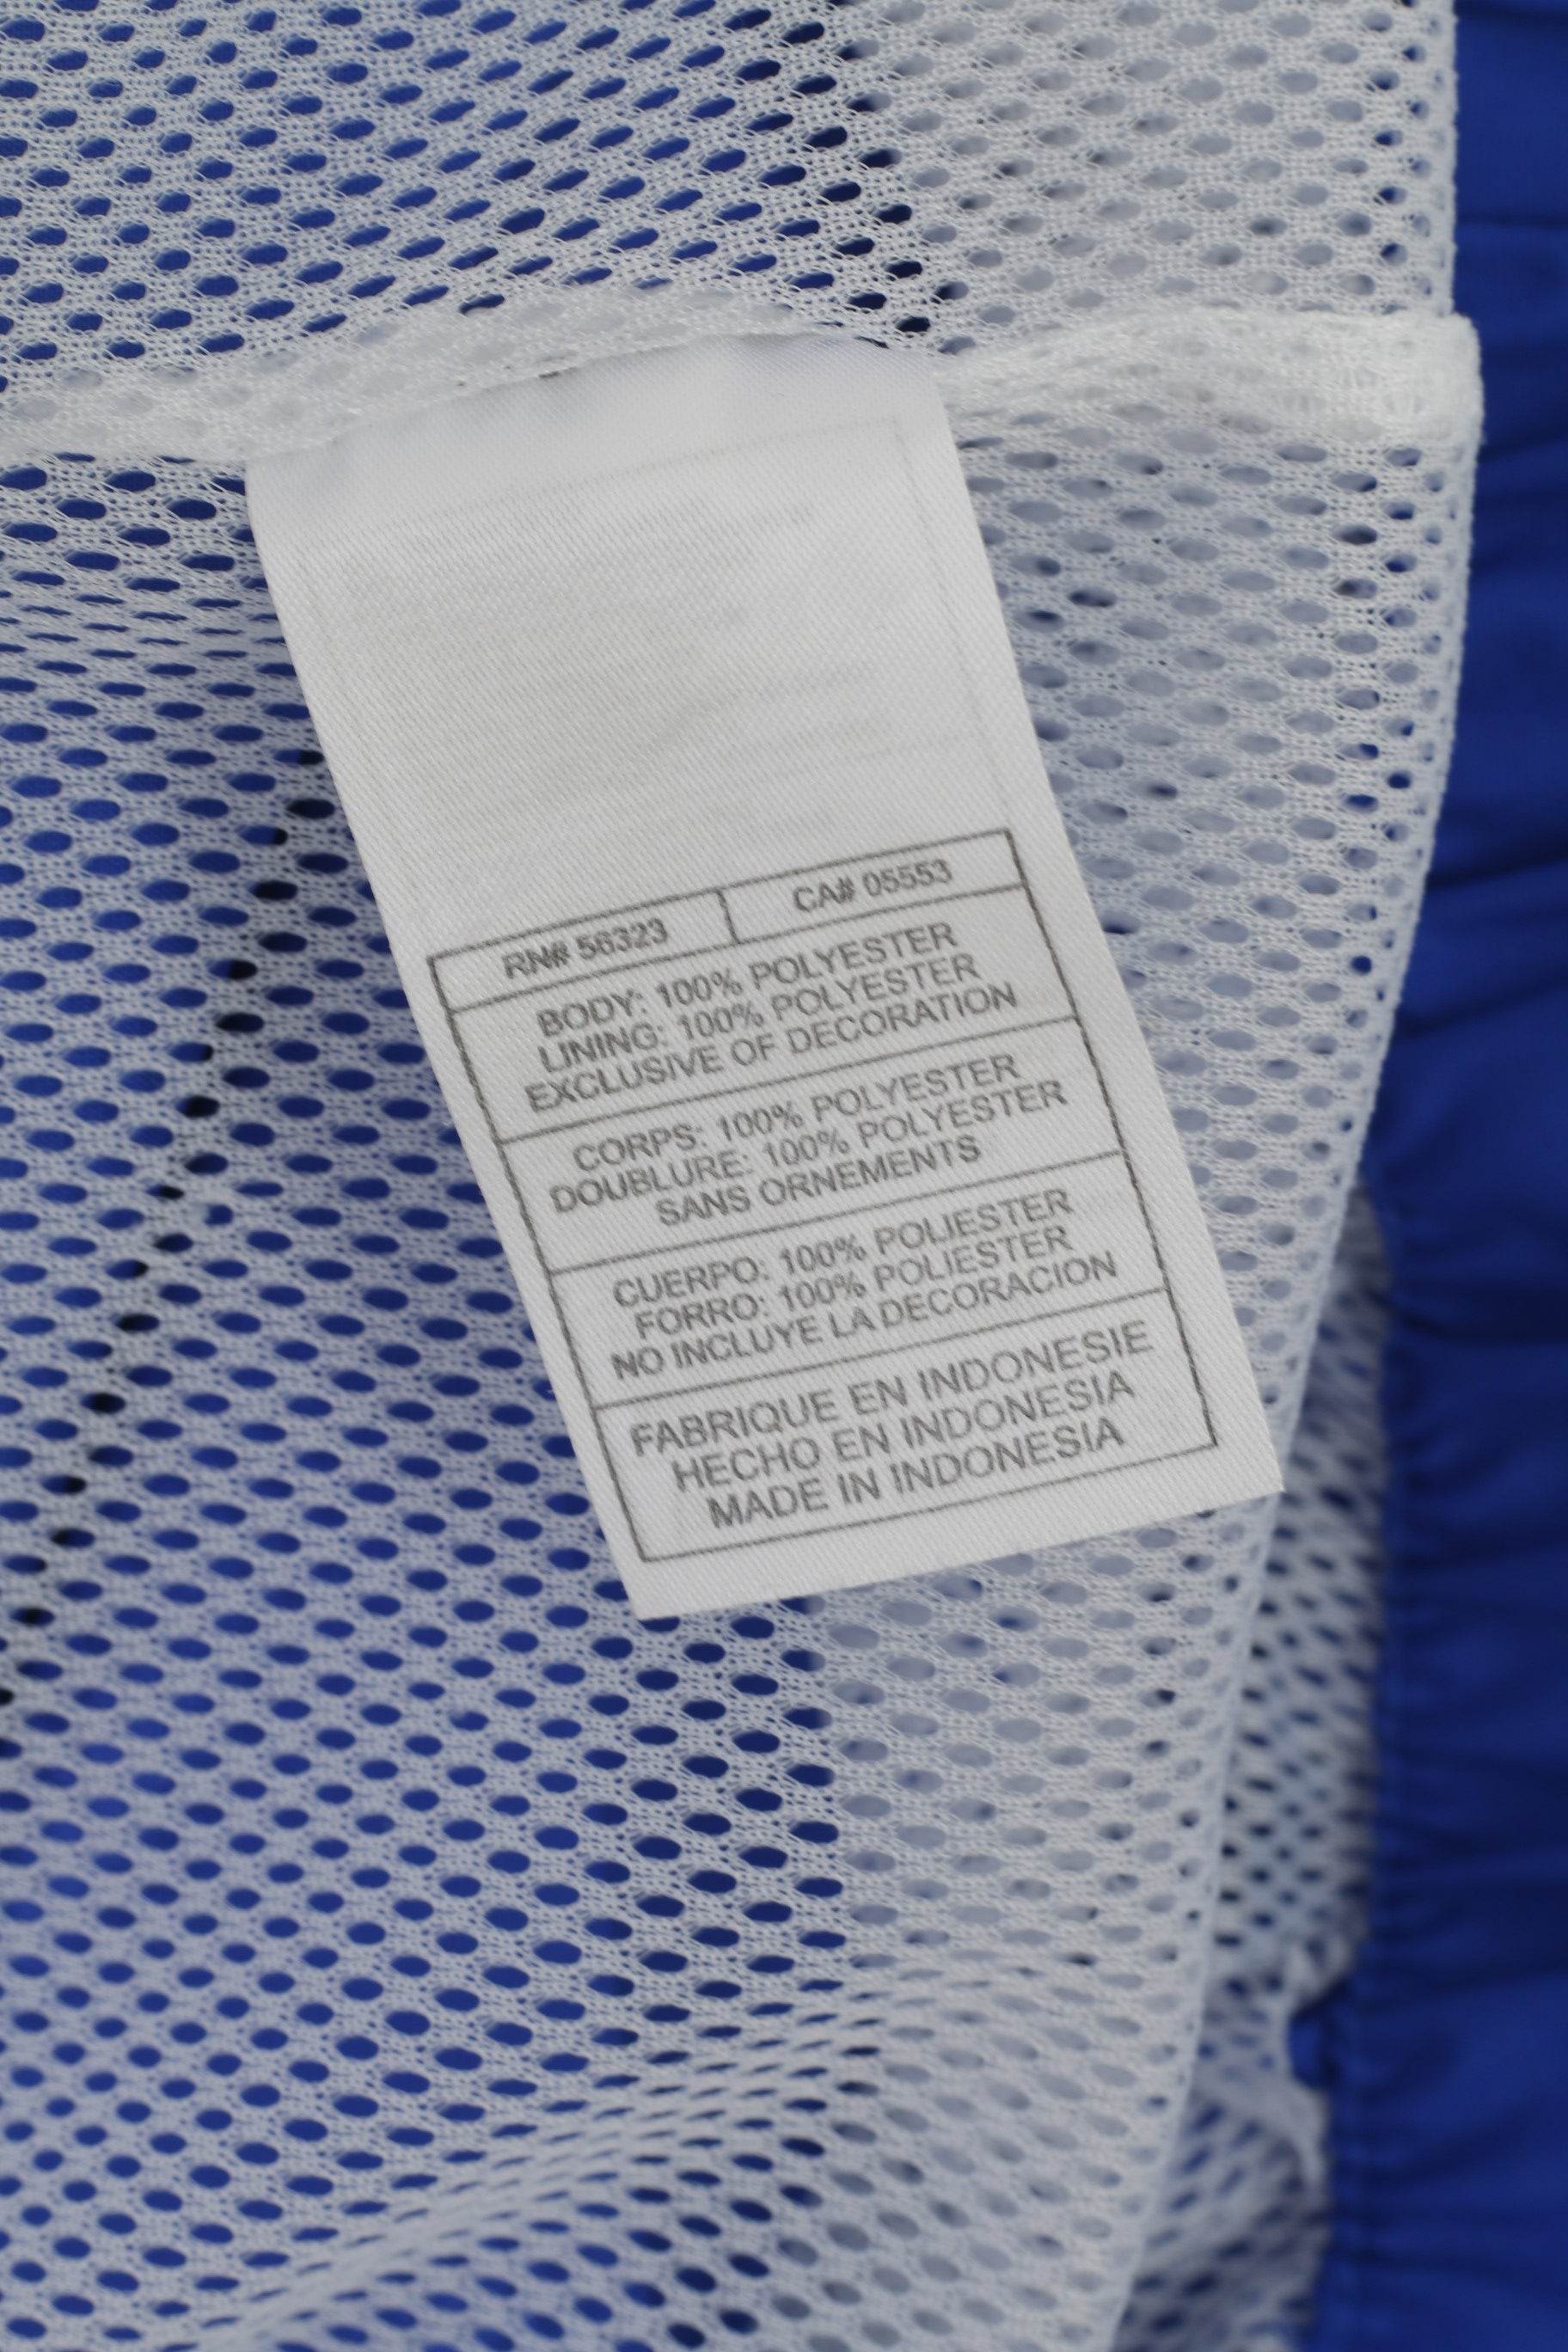 RN# 56323 CA# 05553
BODY: 100% POLYESTER
LINING: 100% POLYESTER
EXCLUSIVE OF DECORATION
CORPS: 100% POLYESTER
DOUBLURE: 100% POLYESTER
SANS ORNEMENTS
CUERPO: 100% POLIESTER
FORRO: 100% POLIESTER
NO INCLUYE LA DECORACION
FABRIQUE EN INDONESIE
HECHO EN INDONESIA
MADE IN INDONESIA